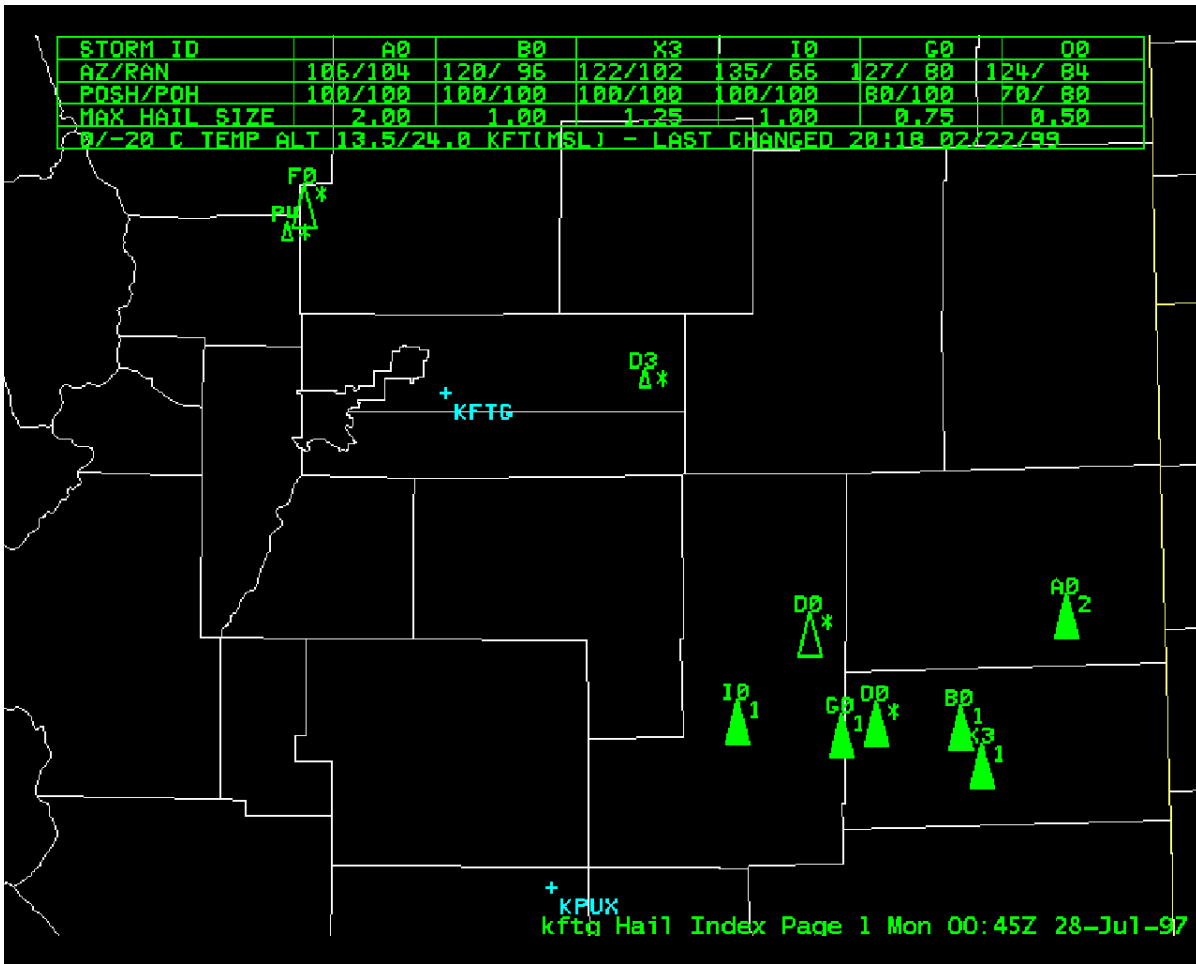 STORM ID A0 B0 X3 I0 G0 O0
AZ/RAN 106/104 120/ 96 122/102 135/ 66 127/ 80 124/ 84
POSH/POH 100/100 100/100 100/100 100/100 80/100 70/ 80
MAX HAIL SIZE 2.00 1.00 1.25 1.00 0.75 0.50
0/-20 C TEMP ALT 13.5/24.0 KFT(MSL) - LAST CHANGED 20:18 02/22/99
F0 *
P4 *
D3 *
+ KFTG
A0 2
D0 *
I0 1
G0 1
O0 *
B0 1
X3 1
+ KPUX
kftg Hail Index Page 1 Mon 00:45Z 28-Jul-97